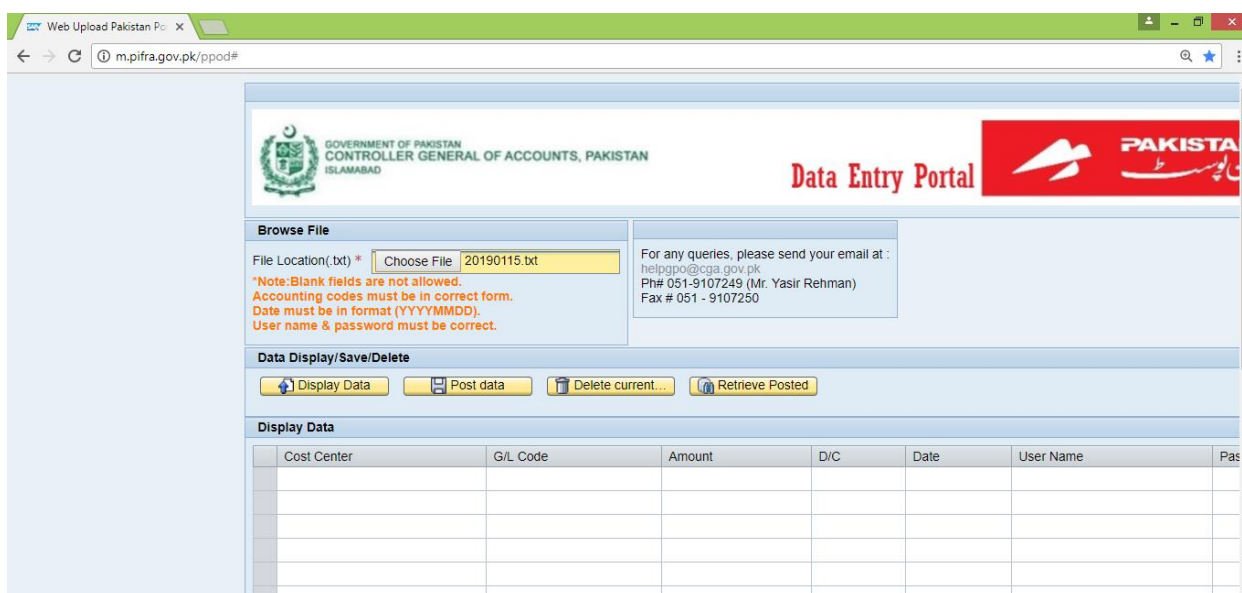 Web Upload Pakistan Po
m.pifra.gov.pk/ppod#
GOVERNMENT OF PAKISTAN
CONTROLLER GENERAL OF ACCOUNTS, PAKISTAN
ISLAMABAD
Data Entry Portal
PAKISTA
Browse File
File Location(.txt) * Choose File 20190115.txt
*Note:Blank fields are not allowed.
Accounting codes must be in correct form.
Date must be in format (YYYYMMDD).
User name & password must be correct.
For any queries, please send your email at :
helpgpo@cga.gov.pk
Ph# 051-9107249 (Mr. Yasir Rehman)
Fax # 051 - 9107250
Data Display/Save/Delete
Display Data Post data Delete current... Retrieve Posted
Display Data
Cost Center G/L Code Amount D/C Date User Name Pas